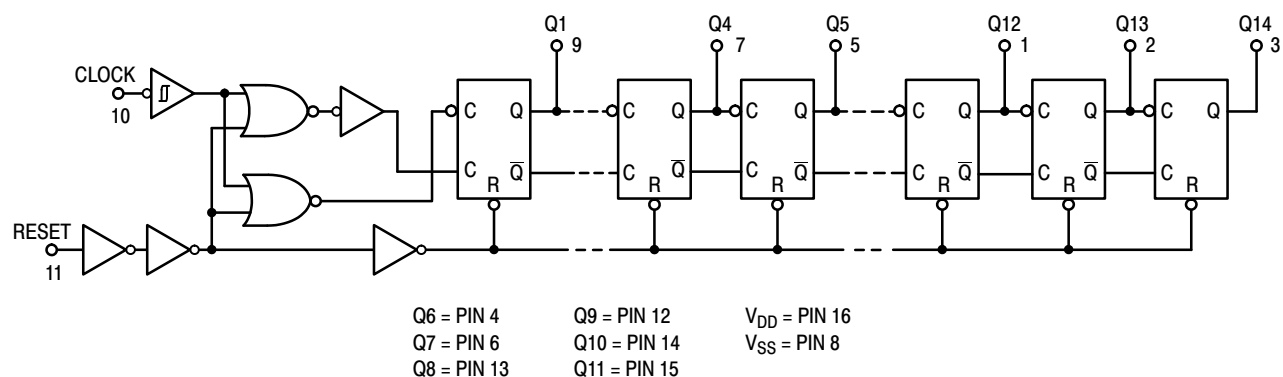 Q1 Q4 Q5 Q12 Q13 Q14
9 7 5 1 2 3
CLOCK
10
C Q C Q C Q C Q C Q C Q
C Q̅ C Q̅ C Q̅ C Q̅ C Q̅ C
R R R R R R
RESET
11
Q6 = PIN 4 Q9 = PIN 12 VDD = PIN 16
Q7 = PIN 6 Q10 = PIN 14 VSS = PIN 8
Q8 = PIN 13 Q11 = PIN 15